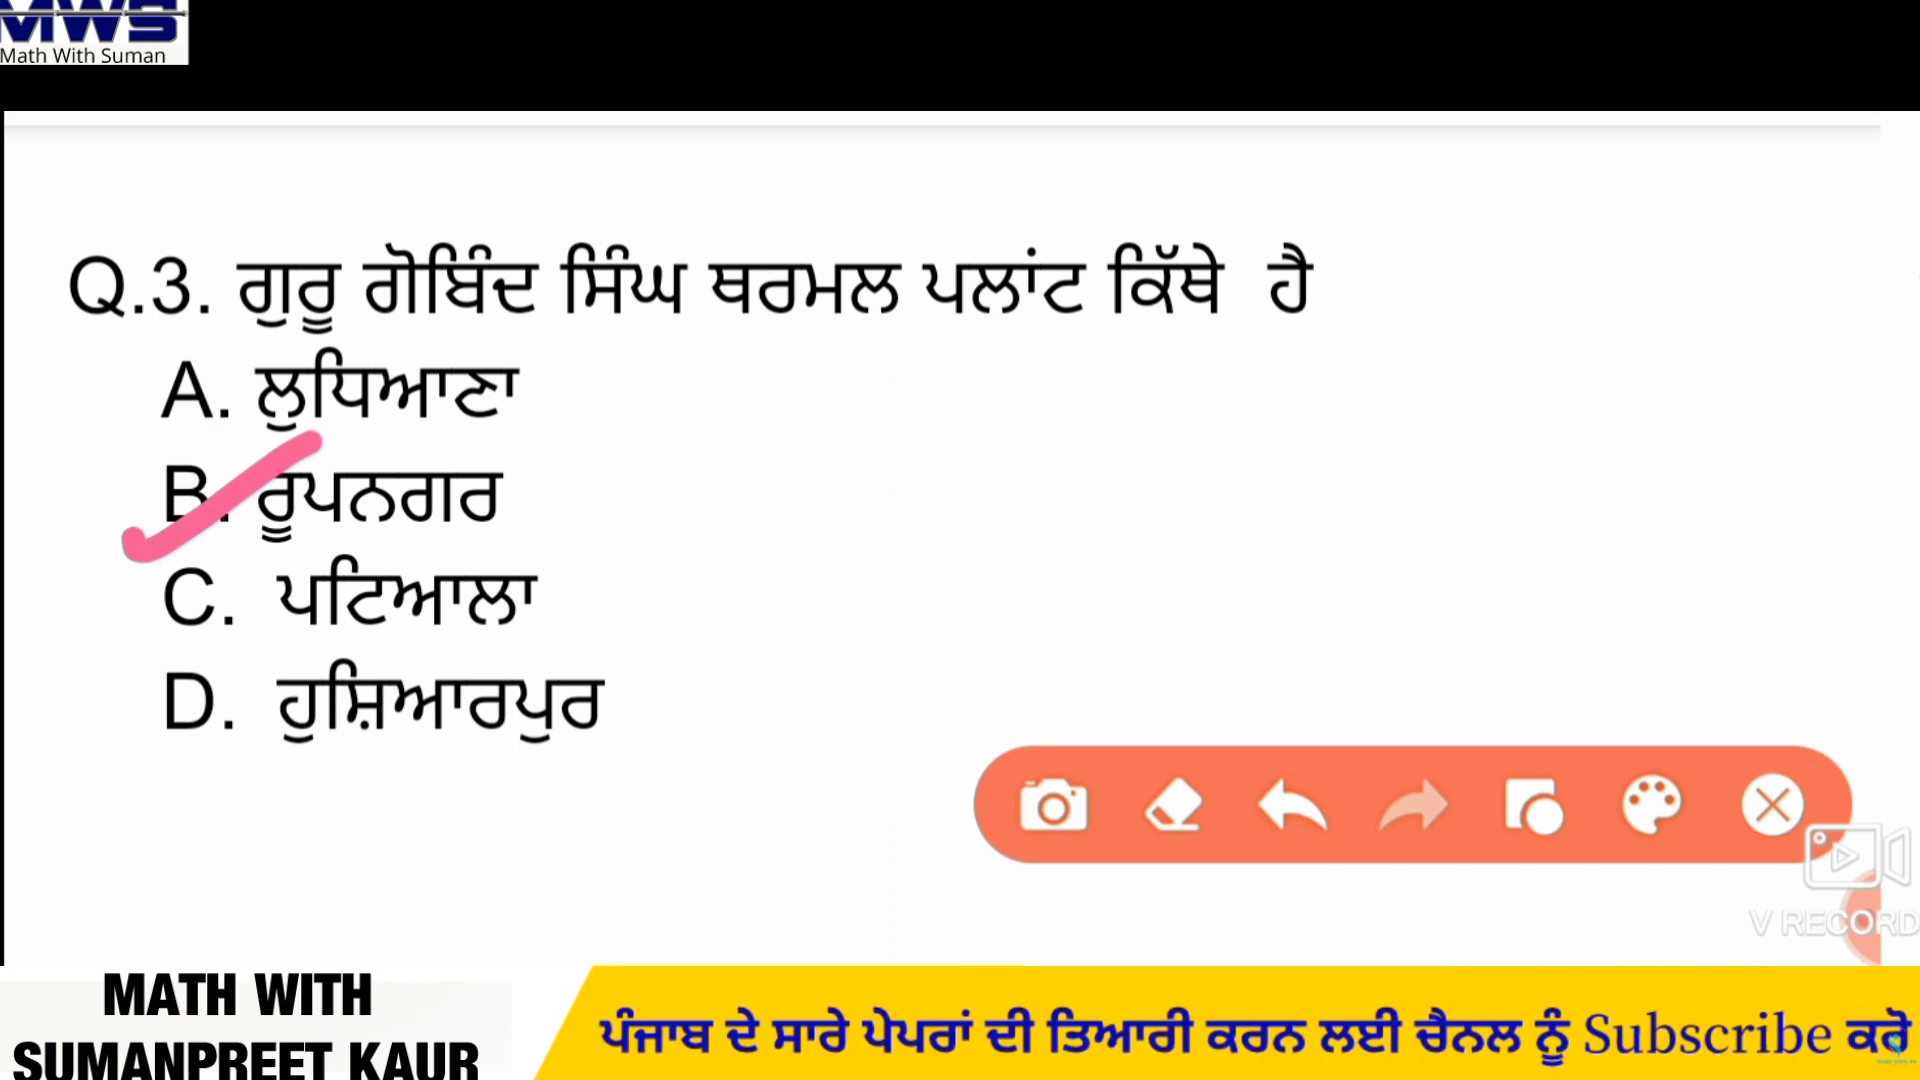 MWS
Math With Suman
Q.3. ਗੁਰੂ ਗੋਬਿੰਦ ਸਿੰਘ ਥਰਮਲ ਪਲਾਂਟ ਕਿੱਥੇ ਹੈ
A. ਲੁਧਿਆਣਾ
B. ਰੂਪਨਗਰ
C. ਪਟਿਆਲਾ
D. ਹੁਸ਼ਿਆਰਪੁਰ
V RECORD
MATH WITH
SUMANPREET KAUR
ਪੰਜਾਬ ਦੇ ਸਾਰੇ ਪੇਪਰਾਂ ਦੀ ਤਿਆਰੀ ਕਰਨ ਲਈ ਚੈਨਲ ਨੂੰ Subscribe ਕਰੋ